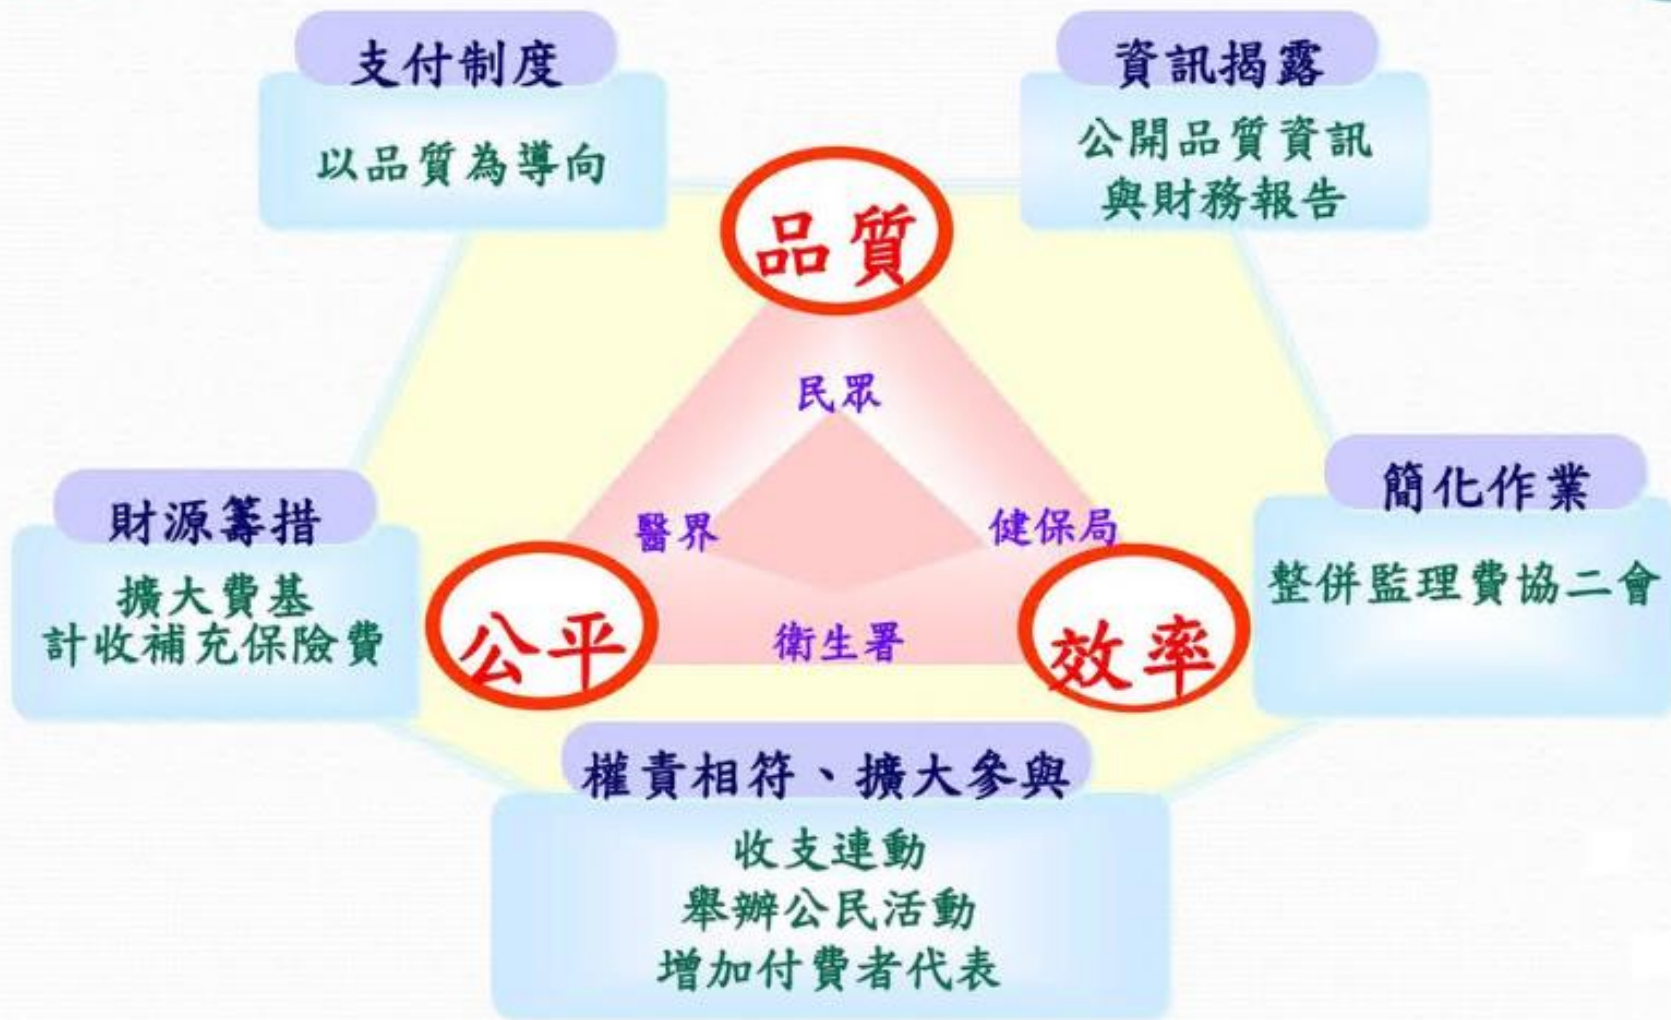 支付制度
以品質為導向
資訊揭露
公開品質資訊
與財務報告
品質
民眾
醫界
健保局
衛生署
公平
效率
財源籌措
擴大費基
計收補充保險費
簡化作業
整併監理費協二會
權責相符、擴大參與
收支連動
舉辦公民活動
增加付費者代表